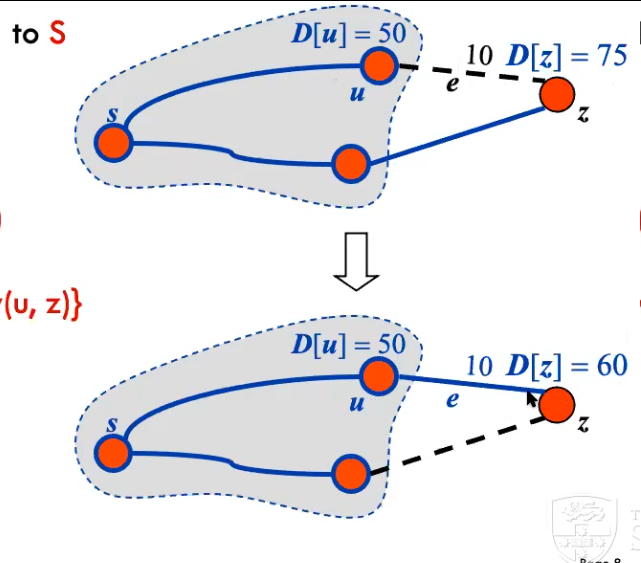 to S
D[u] = 50
10 D[z] = 75
e
u
z
s
(u, z)}
D[u] = 50
10 D[z] = 60
e
u
z
s